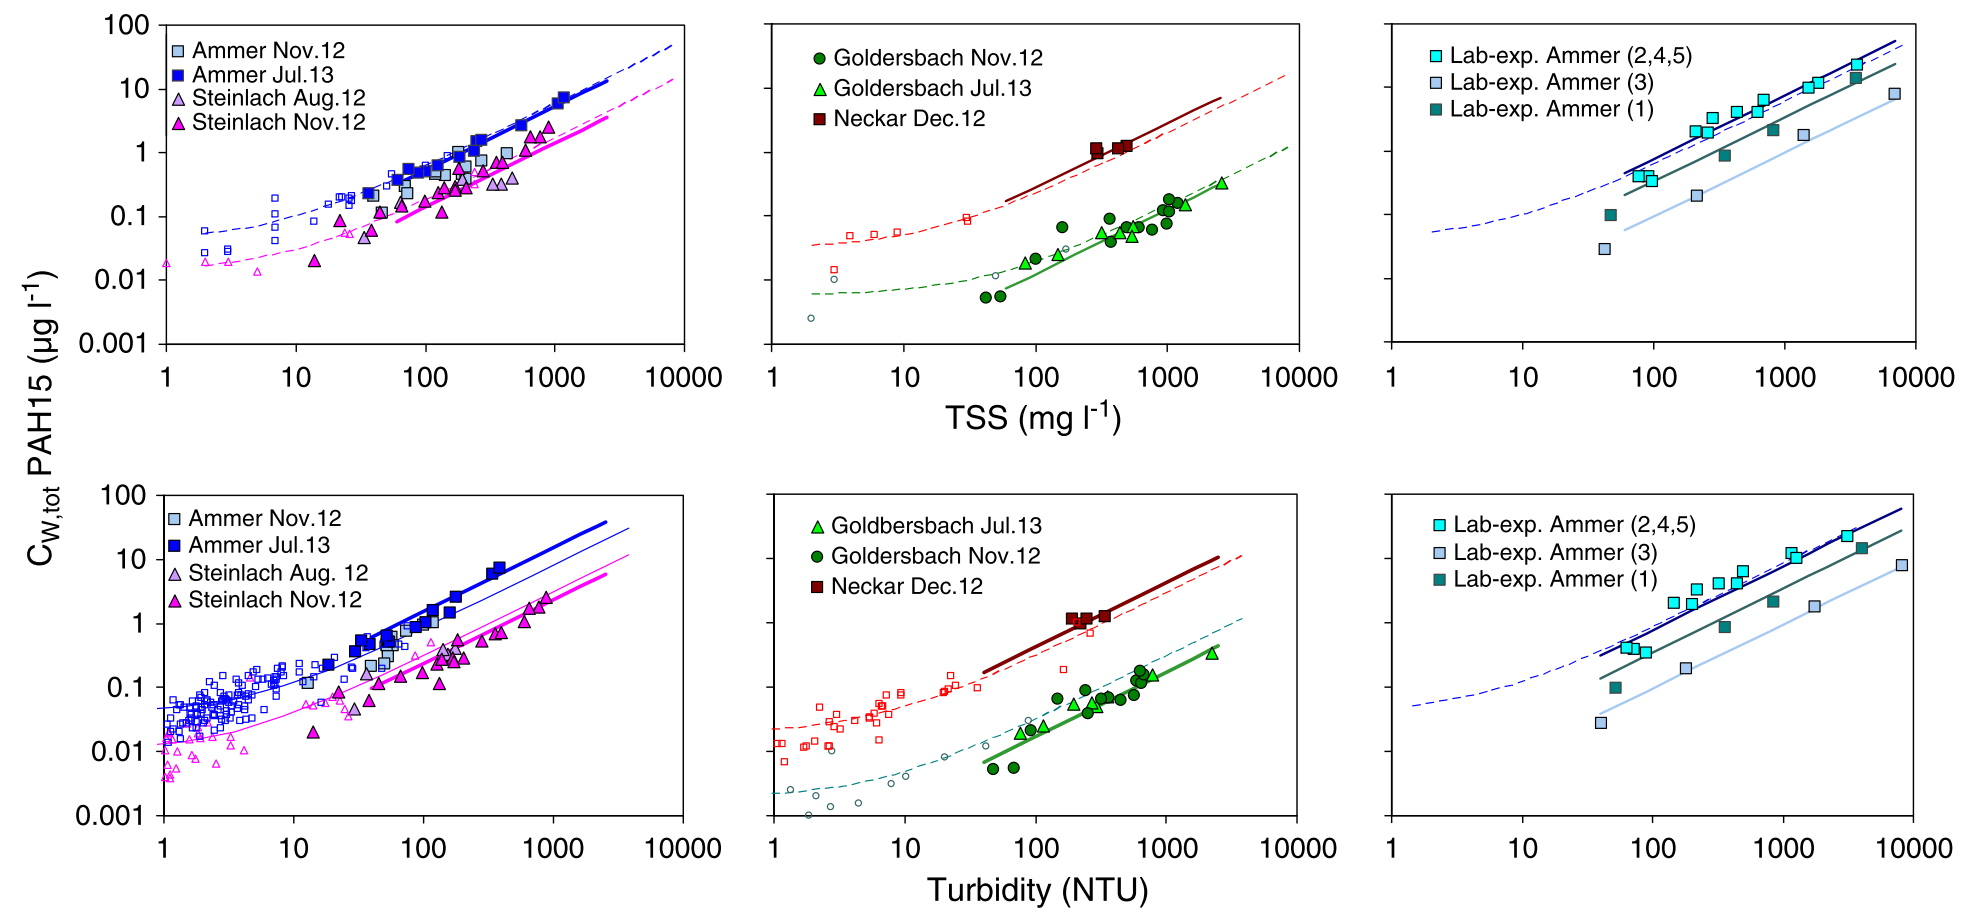 C_W,tot PAH15 (µg l⁻¹)
100
10
1
0.1
0.01
0.001
Ammer Nov.12
Ammer Jul.13
Steinlach Aug.12
Steinlach Nov.12
1 10 100 1000 10000
Goldersbach Nov.12
Goldersbach Jul.13
Neckar Dec.12
1 10 100 1000 10000
Lab-exp. Ammer (2,4,5)
Lab-exp. Ammer (3)
Lab-exp. Ammer (1)
1 10 100 1000 10000
TSS (mg l⁻¹)
100
10
1
0.1
0.01
0.001
Ammer Nov.12
Ammer Jul.13
Steinlach Aug. 12
Steinlach Nov.12
1 10 100 1000 10000
Goldbersbach Jul.13
Goldersbach Nov.12
Neckar Dec.12
1 10 100 1000 10000
Lab-exp. Ammer (2,4,5)
Lab-exp. Ammer (3)
Lab-exp. Ammer (1)
1 10 100 1000 10000
Turbidity (NTU)